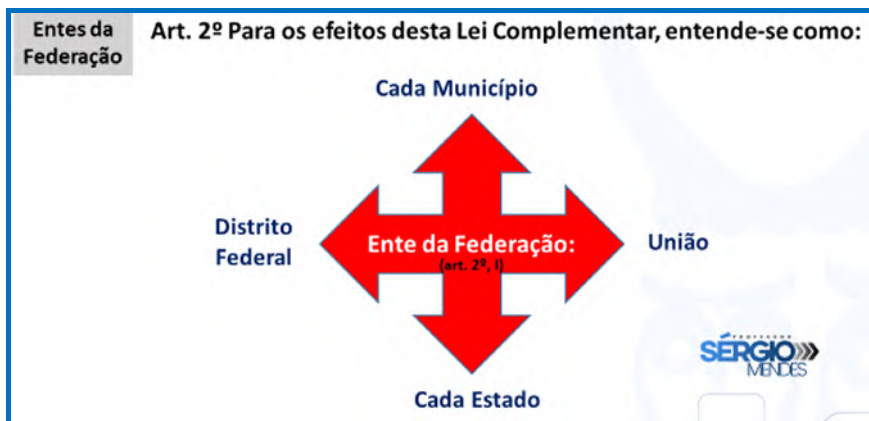 Entes da
Federação
Art. 2º Para os efeitos desta Lei Complementar, entende-se como:
Cada Município
Distrito
Federal
Ente da Federação:
(art. 2º, I)
União
Cada Estado
PROFESSOR
SÉRGIO
MENDES